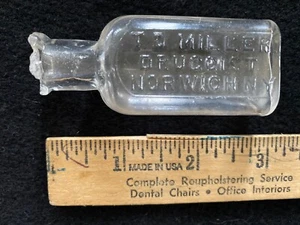 T D MILLER
DRUGGIST
NORWICH N.Y.
1 MADE IN USA 2 3
Complete Reupholstering Service
Dental Chairs • Office Interiors